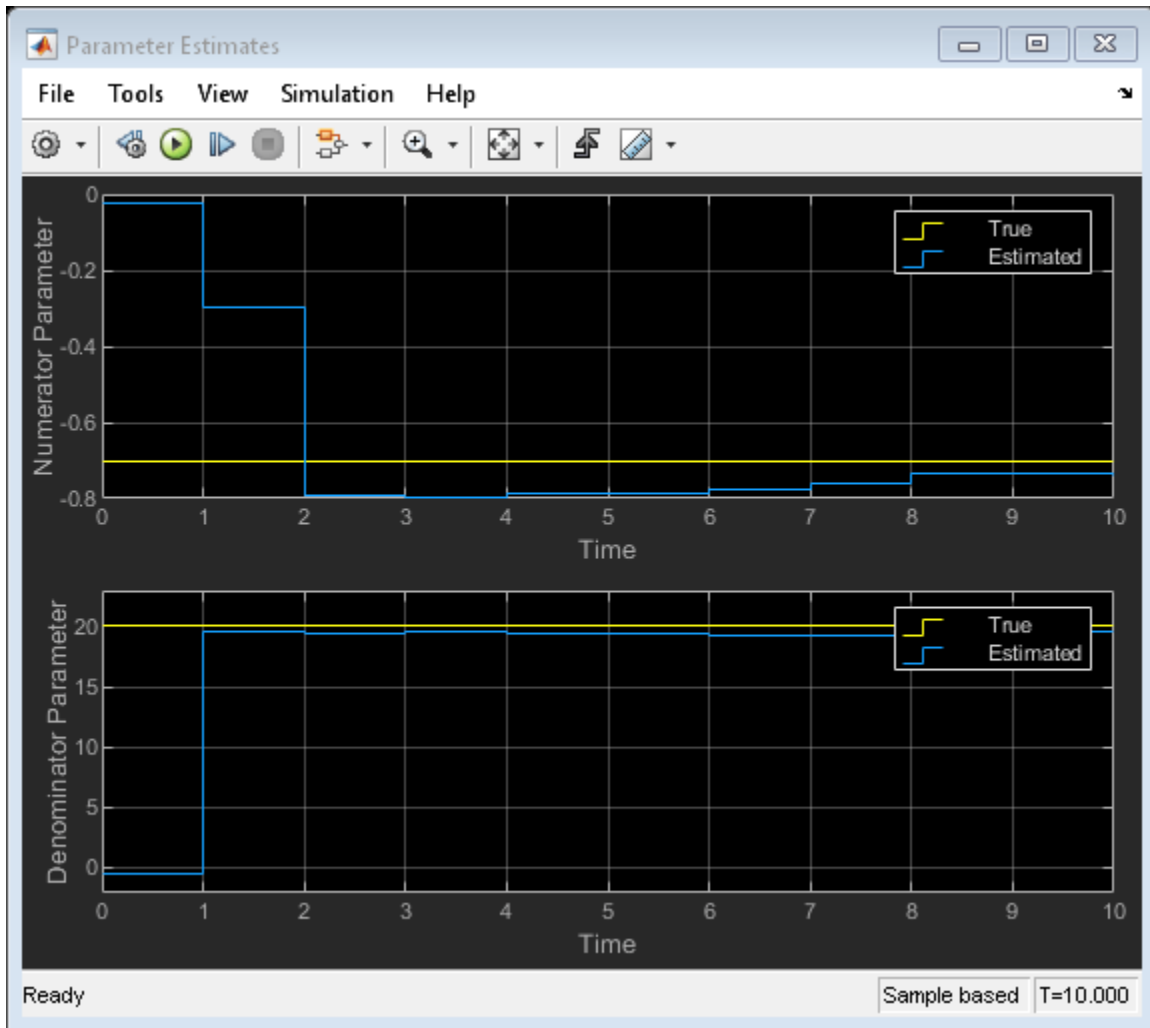 Parameter Estimates
File Tools View Simulation Help
0
-0.2
-0.4
-0.6
-0.8
Numerator Parameter
True
Estimated
0 1 2 3 4 5 6 7 8 9 10
Time
20
15
10
5
0
Denominator Parameter
True
Estimated
0 1 2 3 4 5 6 7 8 9 10
Time
Ready Sample based T=10.000